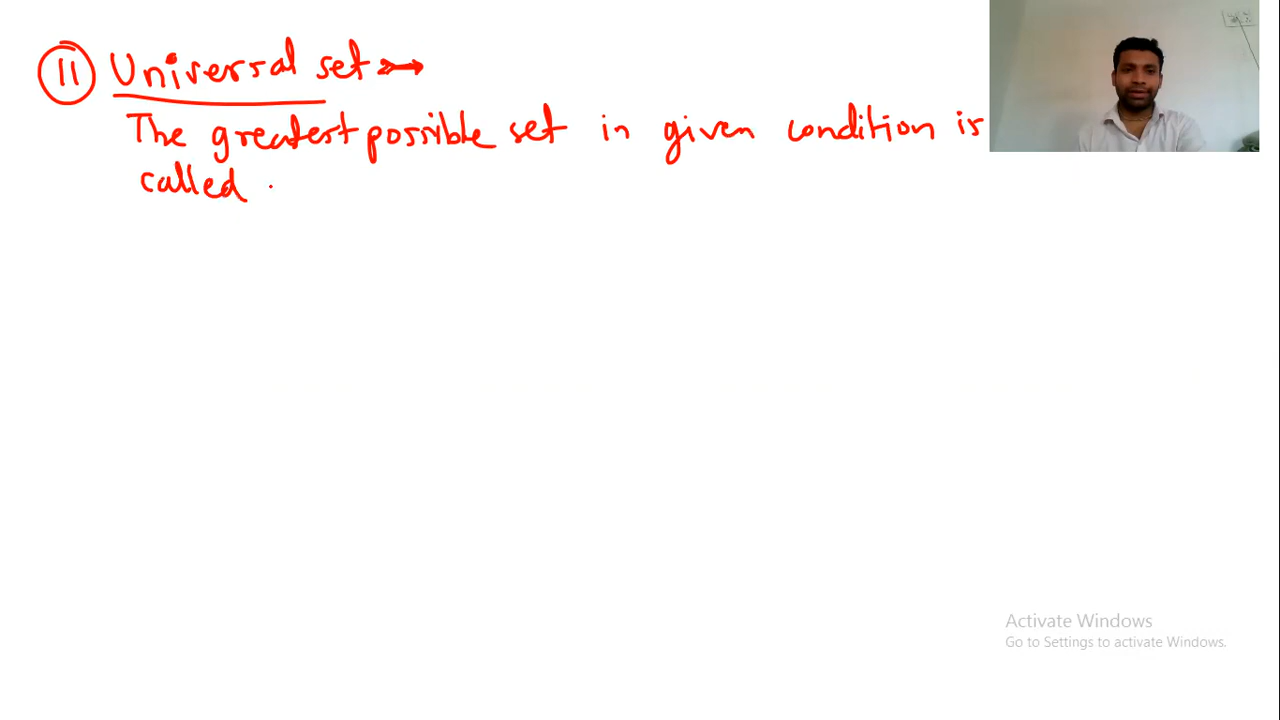 11 Universal set
The greatest possible set in given condition is
called
Activate Windows
Go to Settings to activate Windows.